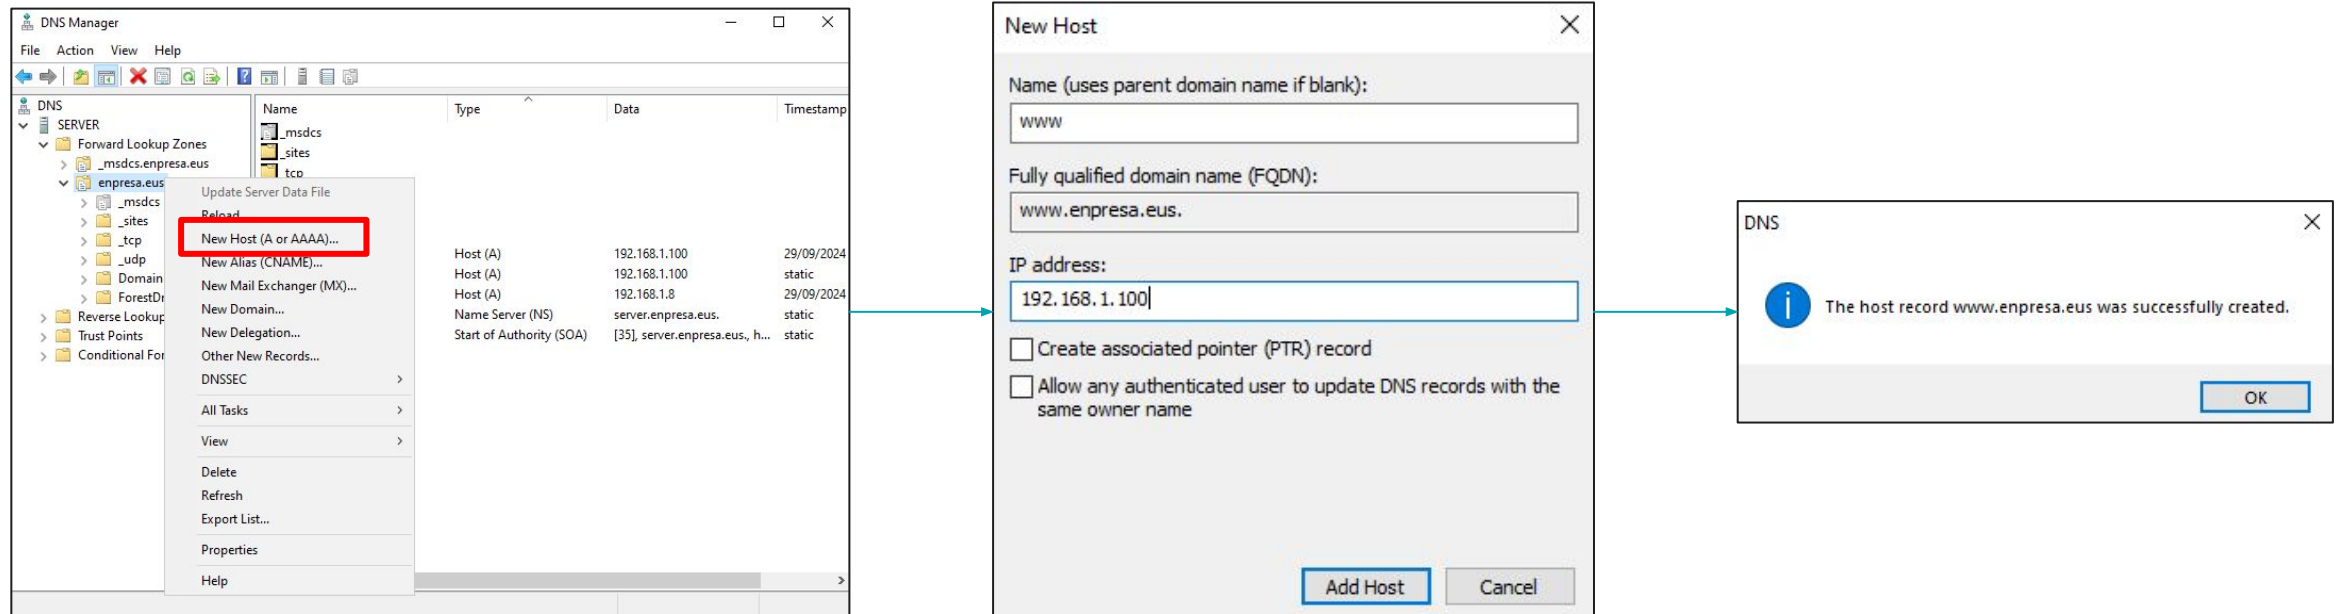 DNS Manager
File Action View Help
DNS
SERVER
Forward Lookup Zones
_msdcs.enpresa.eus
enpresa.eus
_msdcs
_sites
_tcp
_udp
Domain
ForestDr
Reverse Lookup
Trust Points
Conditional For
Name Type Data Timestamp
_msdcs
_sites
_tcp
Host (A) 192.168.1.100 29/09/2024
Host (A) 192.168.1.100 static
Host (A) 192.168.1.8 29/09/2024
Name Server (NS) server.enpresa.eus. static
Start of Authority (SOA) [35], server.enpresa.eus., h... static
Update Server Data File
Reload
New Host (A or AAAA)...
New Alias (CNAME)...
New Mail Exchanger (MX)...
New Domain...
New Delegation...
Other New Records...
DNSSEC
All Tasks
View
Delete
Refresh
Export List...
Properties
Help
New Host
Name (uses parent domain name if blank):
www
Fully qualified domain name (FQDN):
www.enpresa.eus.
IP address:
192.168.1.100
Create associated pointer (PTR) record
Allow any authenticated user to update DNS records with the
same owner name
Add Host Cancel
DNS
The host record www.enpresa.eus was successfully created.
OK